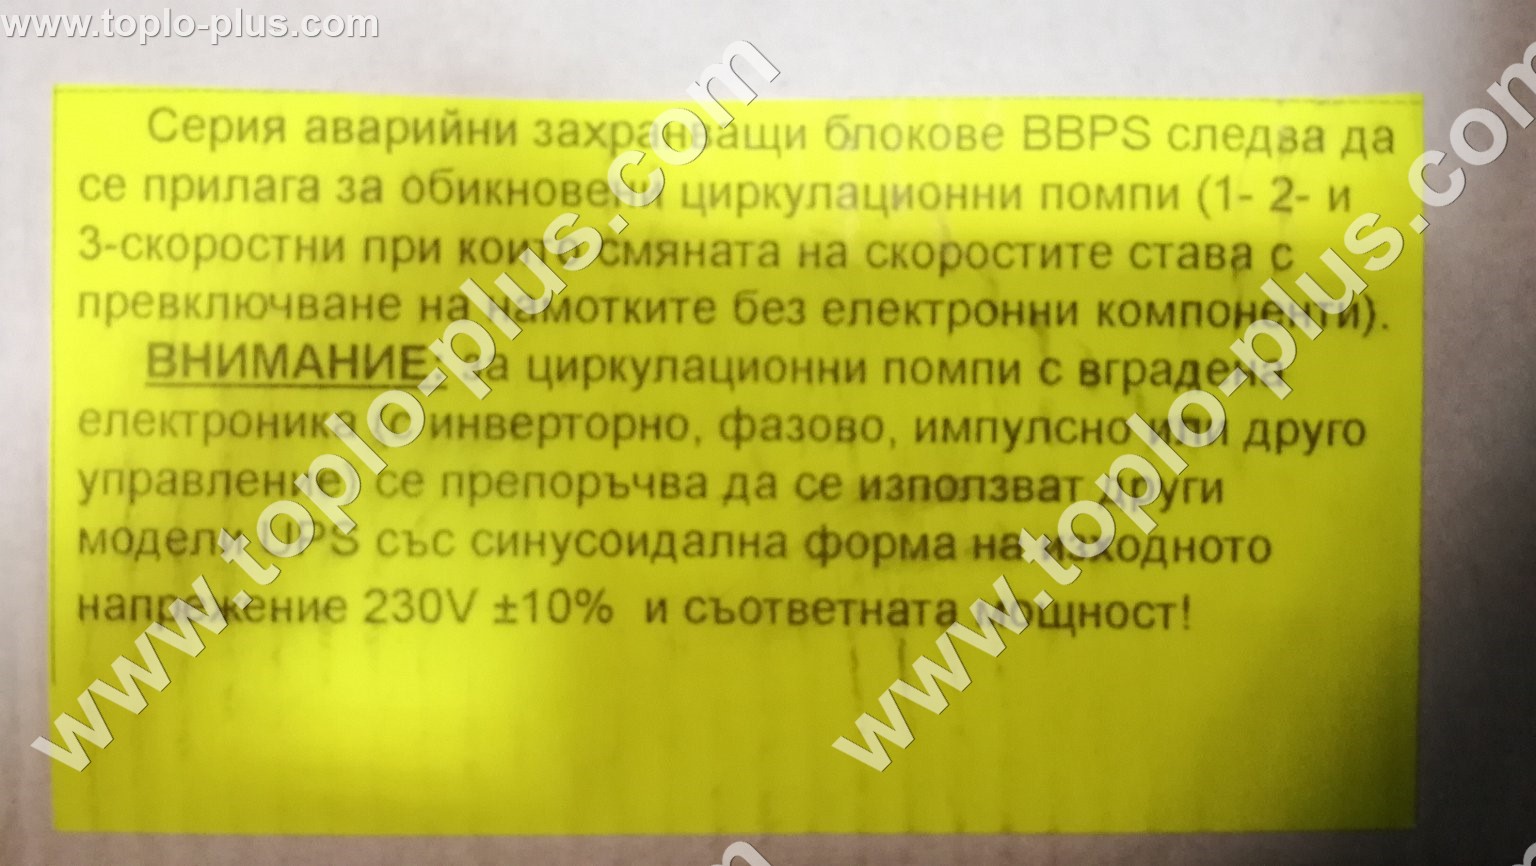 www.toplo-plus.com
Серия аварийни захранващи блокове BBPS следва да
се прилага за обикновени циркулационни помпи (1- 2- и
3-скоростни при които смяната на скоростите става с
превключване на намотките без електронни компоненти).
ВНИМАНИЕ: за циркулационни помпи с вградена
електроника (с инверторно, фазово, импулсно или друго
управление) се препоръчва да се използват други
модели UPS със синусоидална форма на изходното
напрежение 230V ±10% и съответната мощност!
www.toplo-plus.com
www.toplo-plus.com